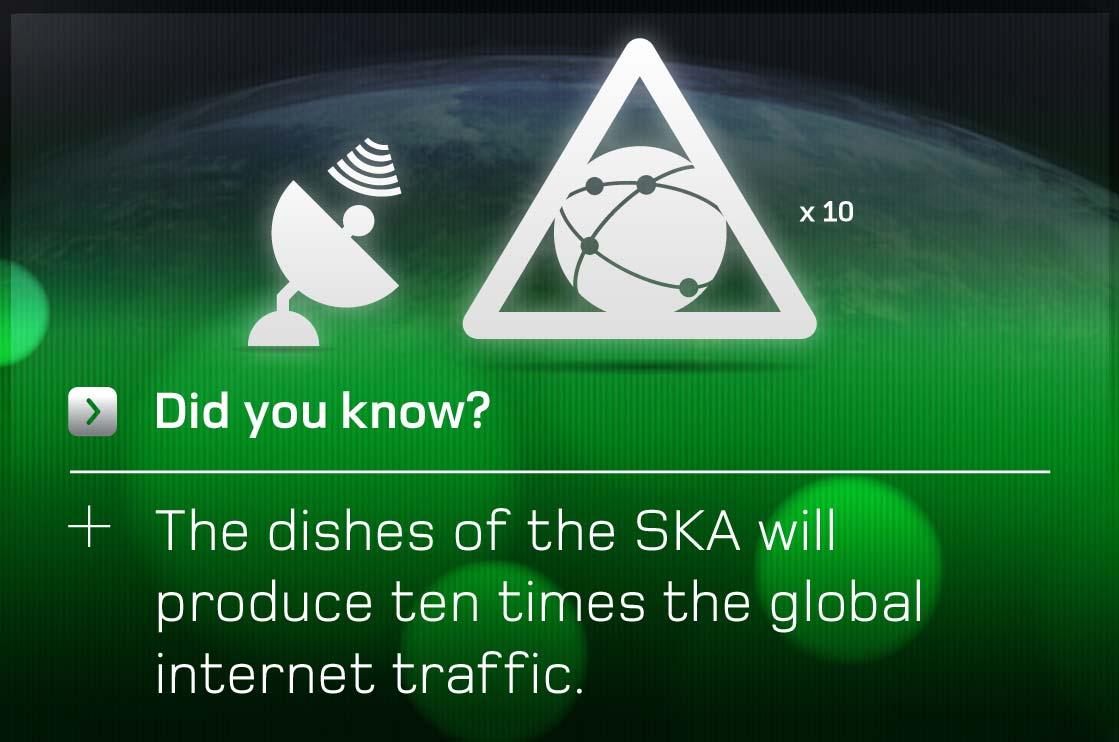 x 10
Did you know?
The dishes of the SKA will
produce ten times the global
internet traffic.